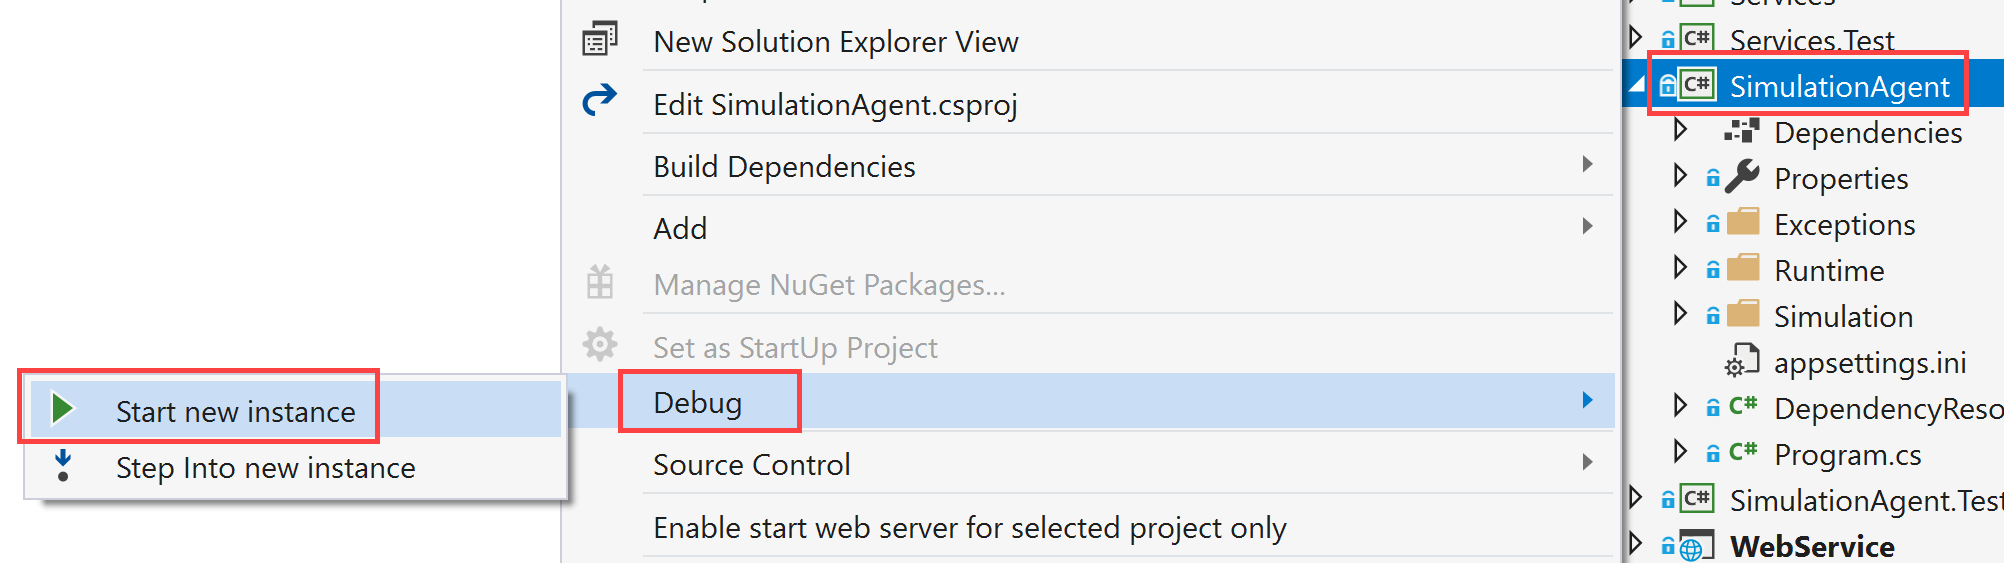 New Solution Explorer View
Edit SimulationAgent.csproj
Build Dependencies
Add
Manage NuGet Packages...
Set as StartUp Project
Debug
Source Control
Enable start web server for selected project only
Start new instance
Step Into new instance
Services
C# Services.Test
C# SimulationAgent
Dependencies
Properties
Exceptions
Runtime
Simulation
appsettings.ini
C# DependencyReso
C# Program.cs
C# SimulationAgent.Test
WebService